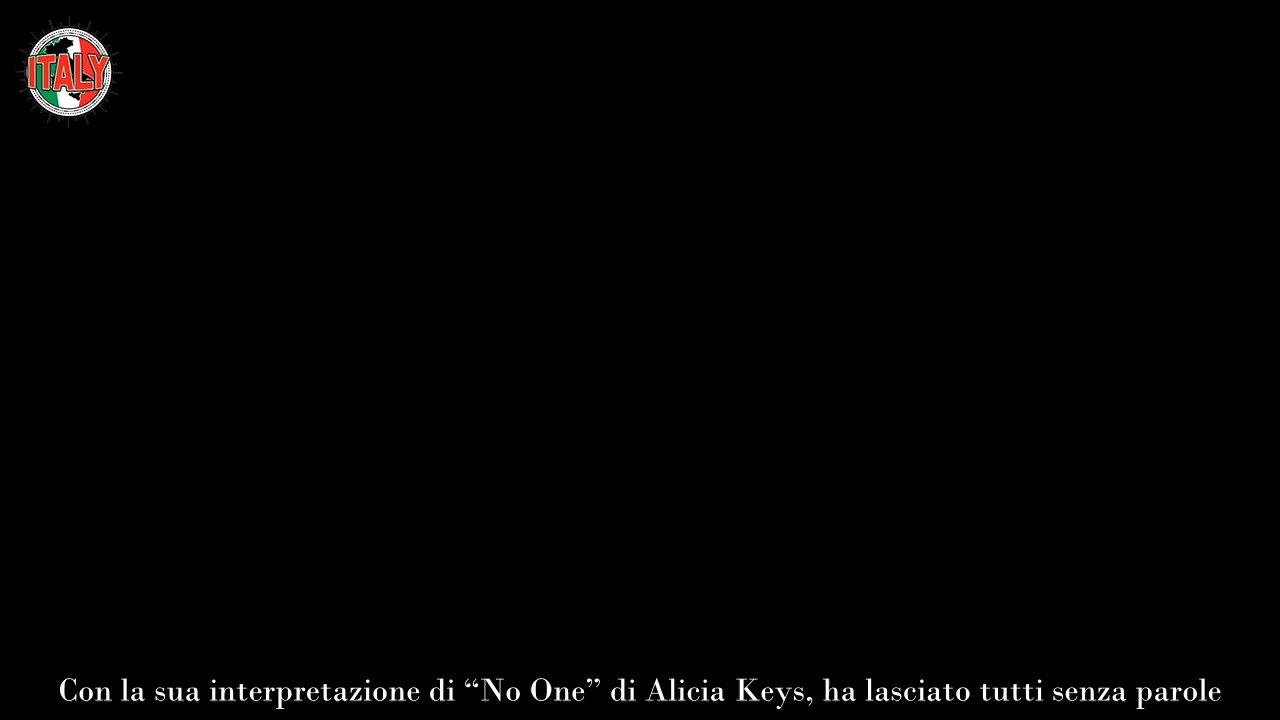 ITALY
Con la sua interpretazione di “No One” di Alicia Keys, ha lasciato tutti senza parole